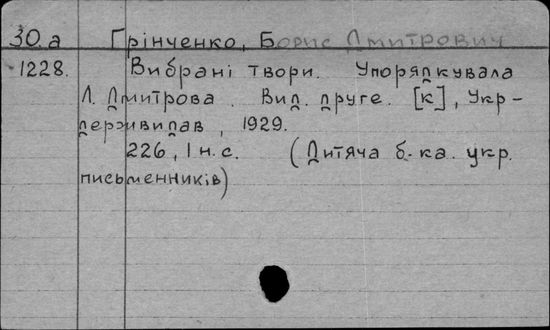 30.а Грінченко, Борис Дмитрович
1228. Вибрані твори. Упорядкувала
Л. Дмитрова. Вид. друге. [К], Укр-
держвидав, 1929.
226, 1 н. с. (Дитяча б-ка. укр.
письменників)